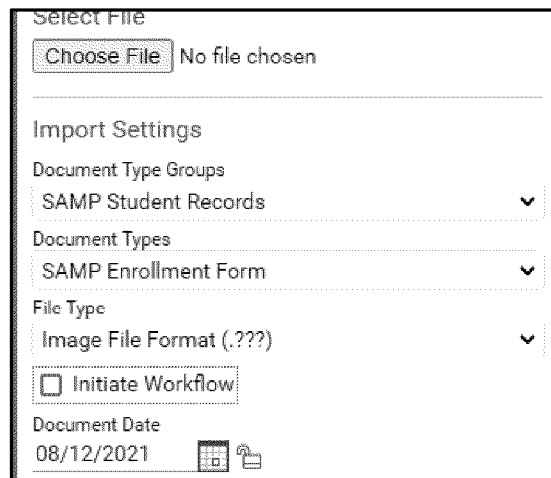 Select File
Choose File No file chosen
Import Settings
Document Type Groups
SAMP Student Records
Document Types
SAMP Enrollment Form
File Type
Image File Format (.???)
Initiate Workflow
Document Date
08/12/2021